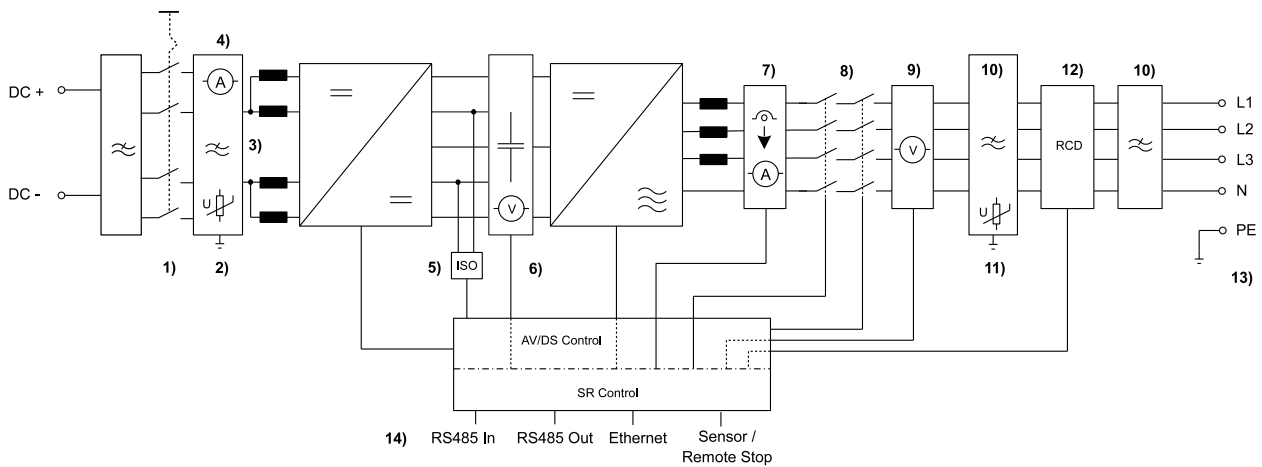 4)
7)
8)
9)
10)
12)
10)
DC +
A
L1
L2
3)
RCD
V
L3
A
DC -
N
U
V
U
PE
1)
2)
5)
ISO
6)
11)
13)
AV/DS Control
SR Control
14)
RS485 In
RS485 Out
Ethernet
Sensor /
Remote Stop